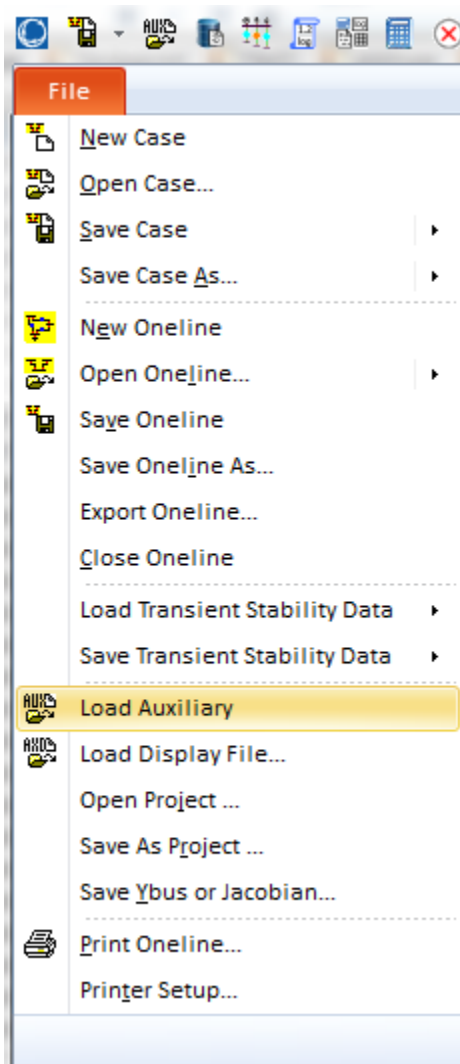 File
New Case
Open Case...
Save Case
Save Case As...
New Oneline
Open Oneline...
Save Oneline
Save Oneline As...
Export Oneline...
Close Oneline
Load Transient Stability Data
Save Transient Stability Data
AUX
Load Auxiliary
Load Display File...
Open Project ...
Save As Project ...
Save Ybus or Jacobian...
Print Oneline...
Printer Setup...